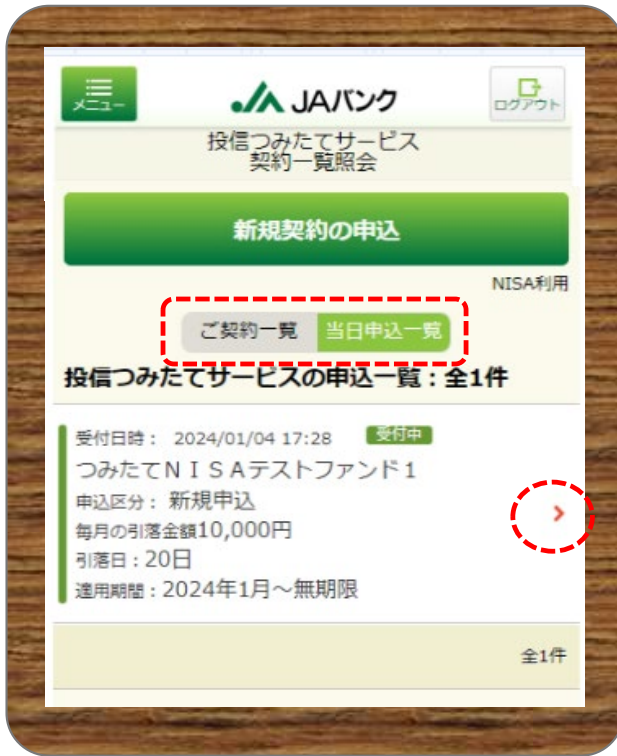 メニュー
JAバンク
ログアウト
投信つみたてサービス
契約一覧照会
新規契約の申込
NISA利用
ご契約一覧 当日申込一覧
投信つみたてサービスの申込一覧：全1件
受付日時： 2024/01/04 17:28 受付中
つみたてＮＩＳＡテストファンド１
申込区分： 新規申込
毎月の引落金額10,000円
引落日：20日
適用期間：2024年1月～無期限
全1件